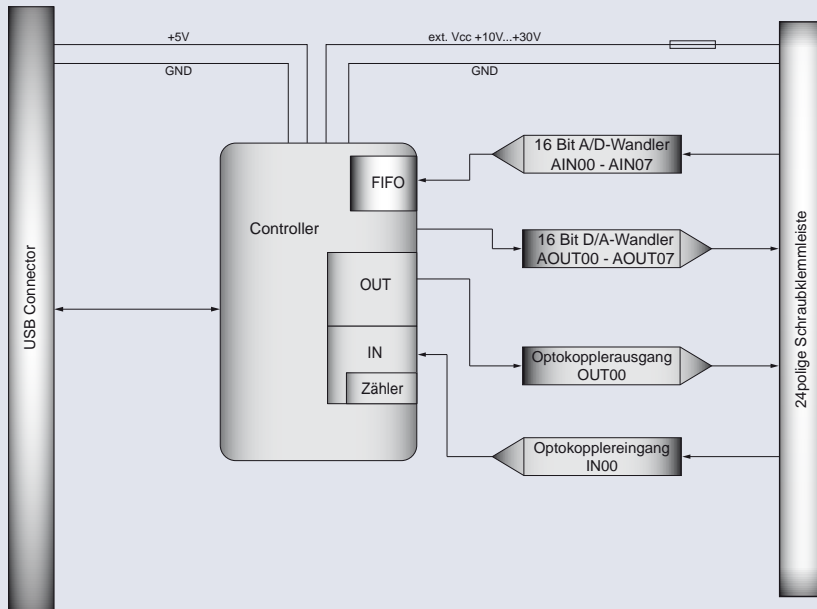 +5V
ext. Vcc +10V...+30V
GND
GND
16 Bit A/D-Wandler
AIN00 - AIN07
FIFO
Controller
16 Bit D/A-Wandler
AOUT00 - AOUT07
OUT
USB Connector
24polige Schraubklemmleiste
IN
Optokopplerausgang
OUT00
Zähler
Optokopplereingang
IN00